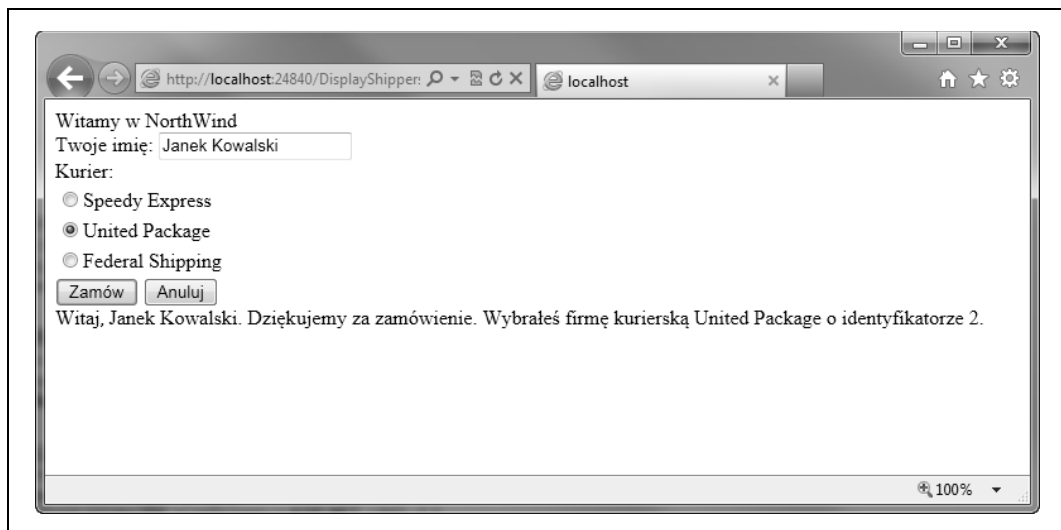 http://localhost:24840/DisplayShipper:
localhost
Witamy w NorthWind
Twoje imię: Janek Kowalski
Kurier:
Speedy Express
United Package
Federal Shipping
Zamów Anuluj
Witaj, Janek Kowalski. Dziękujemy za zamówienie. Wybrałeś firmę kurierską United Package o identyfikatorze 2.
100%